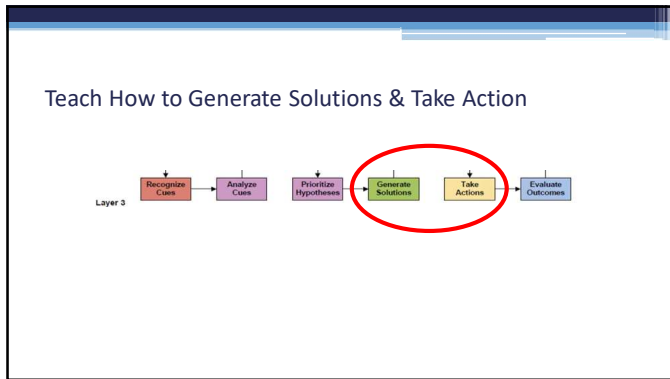 Teach How to Generate Solutions & Take Action
Recognize
Cues
Analyze
Cues
Prioritize
Hypotheses
Generate
Solutions
Take
Actions
Evaluate
Outcomes
Layer 3